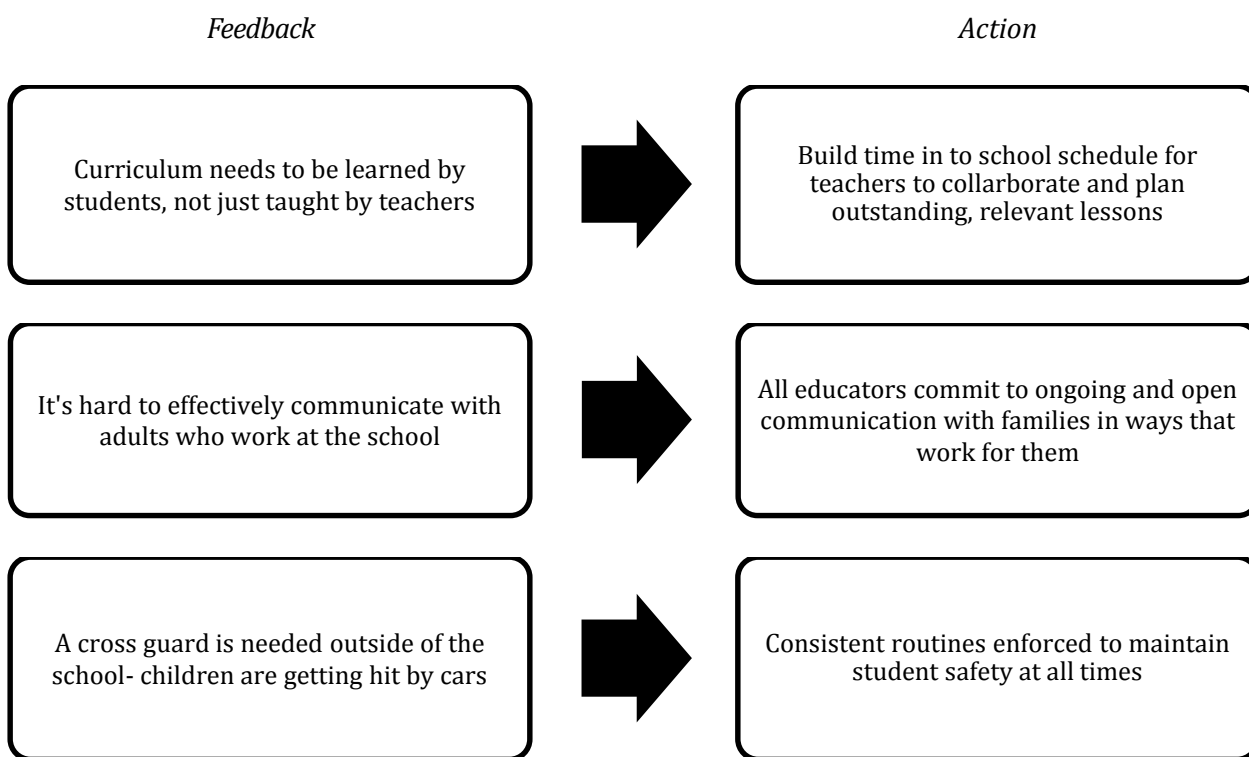 Feedback
Action
Curriculum needs to be learned by
students, not just taught by teachers
Build time in to school schedule for
teachers to collarborate and plan
outstanding, relevant lessons
It's hard to effectively communicate with
adults who work at the school
All educators commit to ongoing and open
communication with families in ways that
work for them
A cross guard is needed outside of the
school- children are getting hit by cars
Consistent routines enforced to maintain
student safety at all times